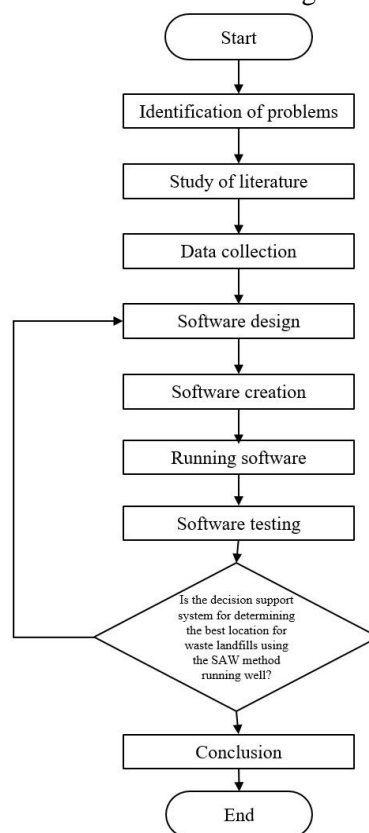 Start
Identification of problems
Study of literature
Data collection
Software design
Software creation
Running software
Software testing
Is the decision support
system for determining
the best location for
waste landfills using
the SAW method
running well?
Conclusion
End